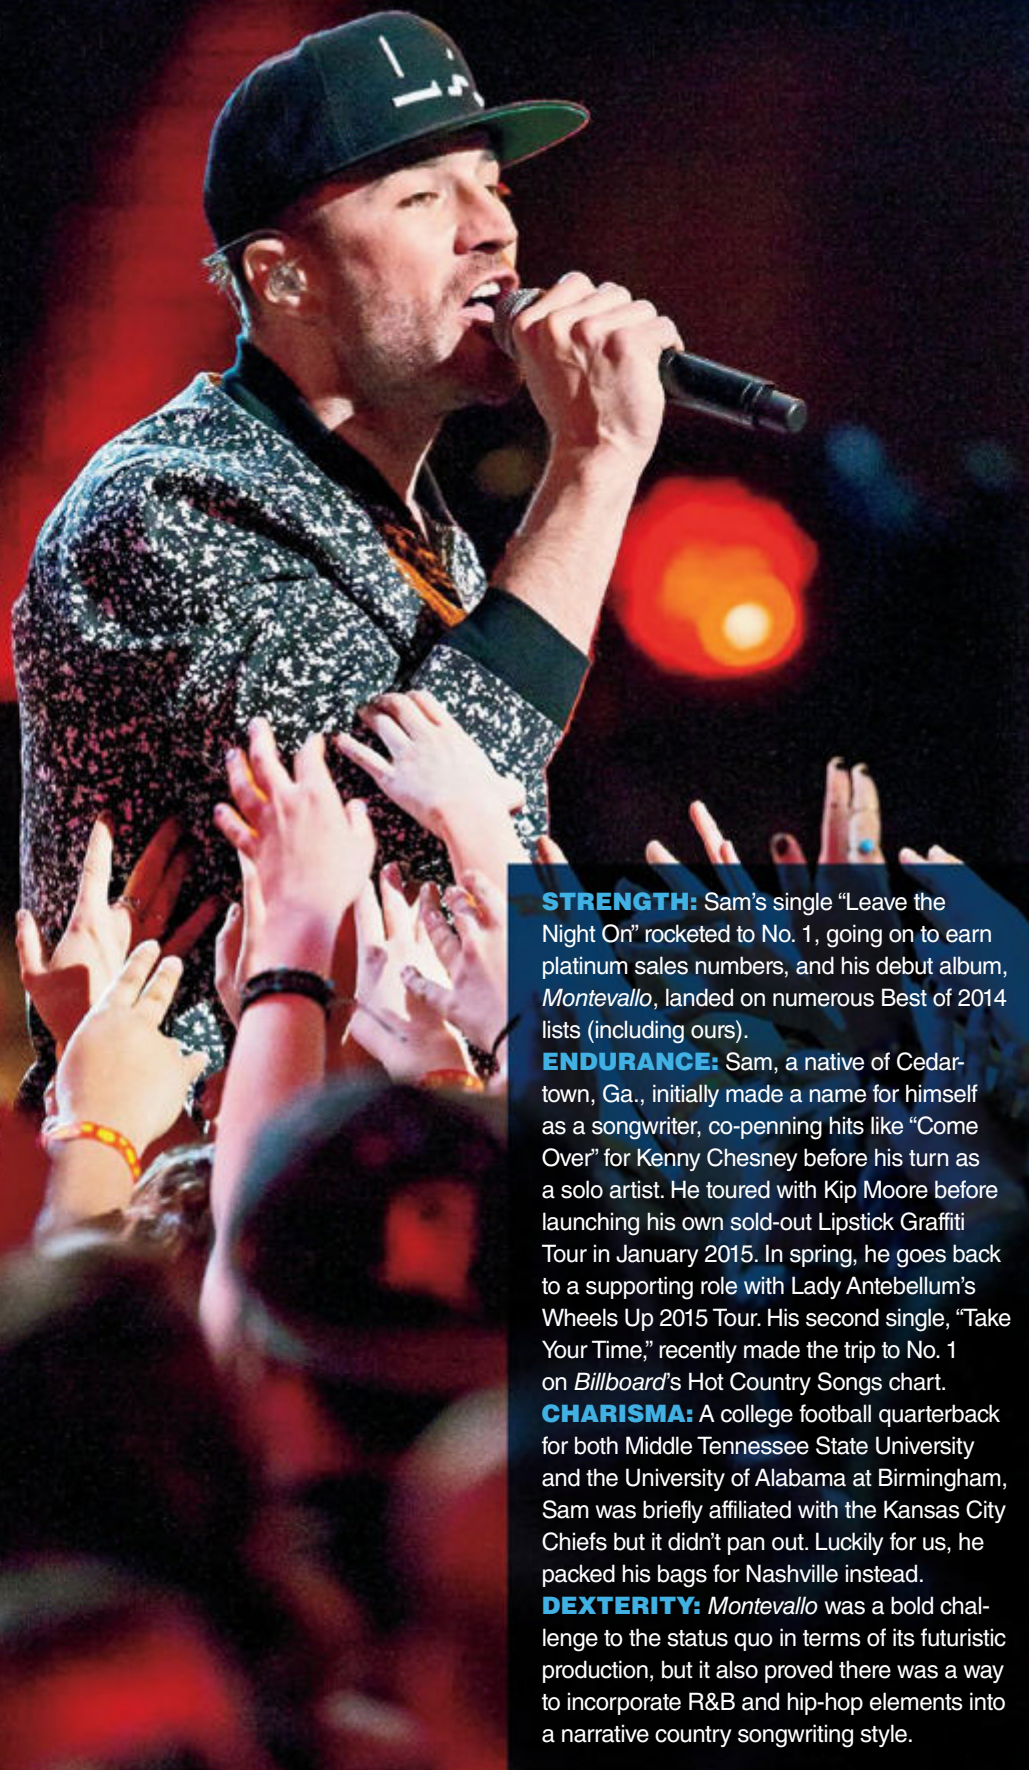 STRENGTH: Sam’s single “Leave the
Night On” rocketed to No. 1, going on to earn
platinum sales numbers, and his debut album,
Montevallo, landed on numerous Best of 2014
lists (including ours).
ENDURANCE: Sam, a native of Cedar-
town, Ga., initially made a name for himself
as a songwriter, co-penning hits like “Come
Over” for Kenny Chesney before his turn as
a solo artist. He toured with Kip Moore before
launching his own sold-out Lipstick Graffiti
Tour in January 2015. In spring, he goes back
to a supporting role with Lady Antebellum’s
Wheels Up 2015 Tour. His second single, “Take
Your Time,” recently made the trip to No. 1
on Billboard’s Hot Country Songs chart.
CHARISMA: A college football quarterback
for both Middle Tennessee State University
and the University of Alabama at Birmingham,
Sam was briefly affiliated with the Kansas City
Chiefs but it didn’t pan out. Luckily for us, he
packed his bags for Nashville instead.
DEXTERITY: Montevallo was a bold chal-
lenge to the status quo in terms of its futuristic
production, but it also proved there was a way
to incorporate R&B and hip-hop elements into
a narrative country songwriting style.